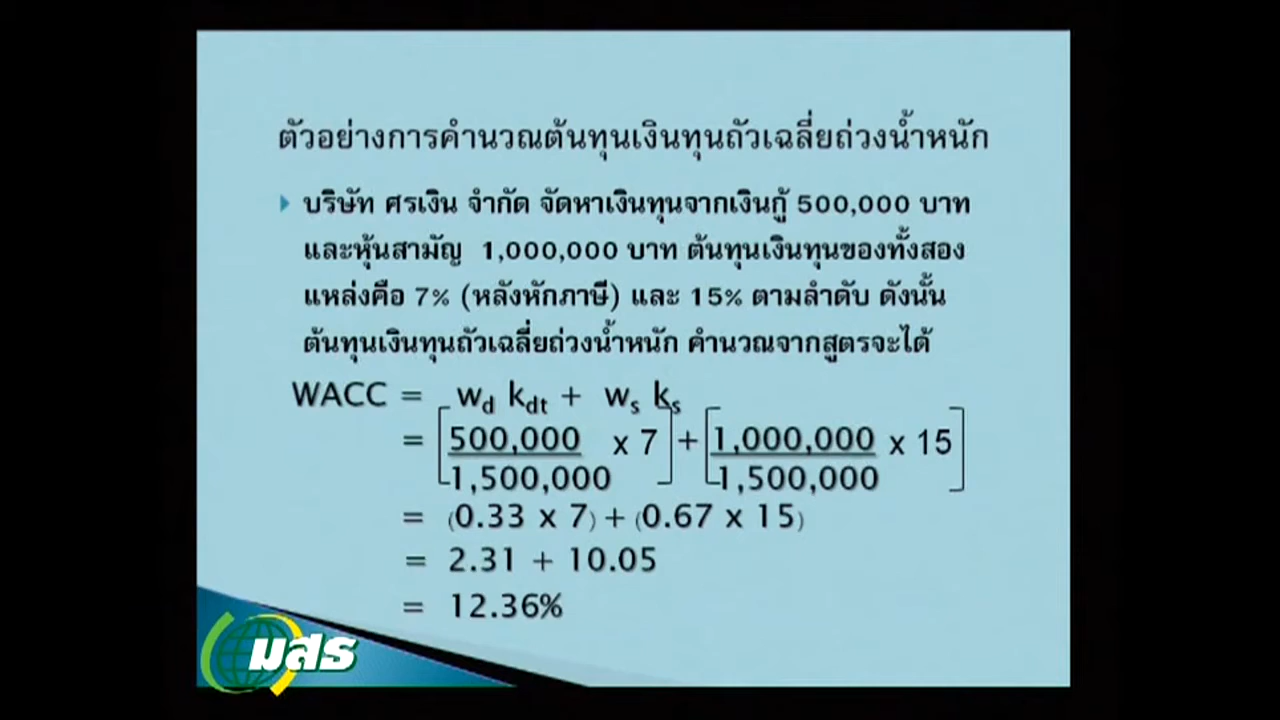 ตัวอย่างการคำนวณต้นทุนเงินทุนถัวเฉลี่ยถ่วงน้ำหนัก
บริษัท ศรเงิน จำกัด จัดหาเงินทุนจากเงินกู้ 500,000 บาท
และหุ้นสามัญ 1,000,000 บาท ต้นทุนเงินทุนของทั้งสอง
แหล่งคือ 7% (หลังหักภาษี) และ 15% ตามลำดับ ดังนั้น
ต้นทุนเงินทุนถัวเฉลี่ยถ่วงน้ำหนัก คำนวณจากสูตรจะได้
WACC = wd kdt + ws ks
= [500,000 x 7] + [1,000,000 x 15]
1,500,000 1,500,000
= (0.33 x 7) + (0.67 x 15)
= 2.31 + 10.05
= 12.36%
มสธ